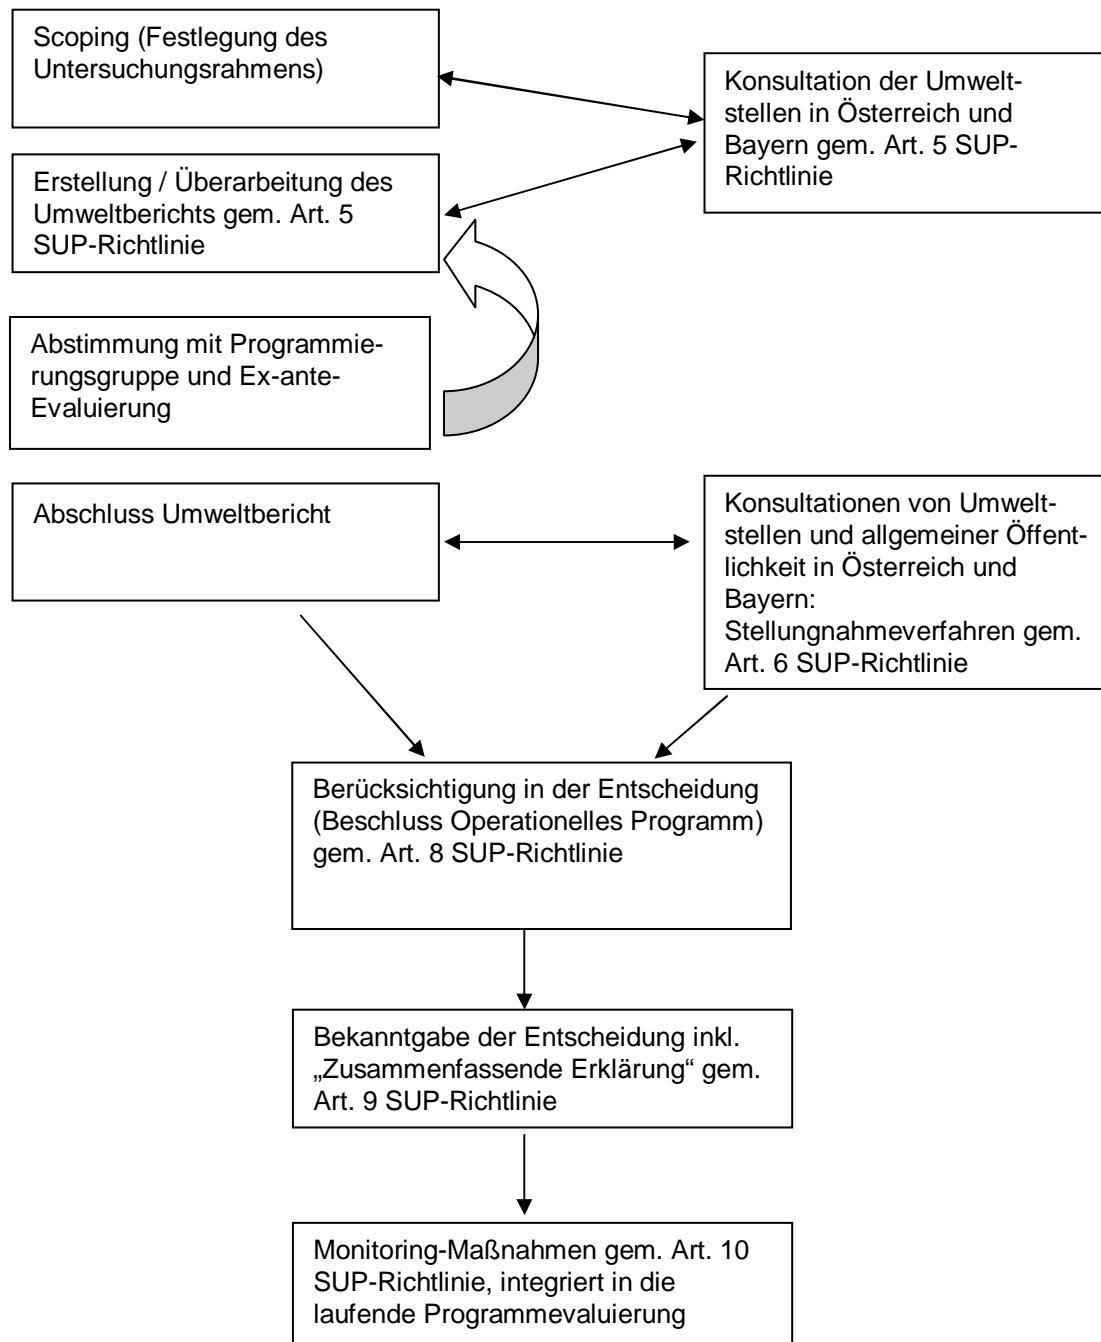 Scoping (Festlegung des
Untersuchungsrahmens)
Konsultation der Umwelt-
stellen in Österreich und
Bayern gem. Art. 5 SUP-
Richtlinie
Erstellung / Überarbeitung des
Umweltberichts gem. Art. 5
SUP-Richtlinie
Abstimmung mit Programmie-
rungsgruppe und Ex-ante-
Evaluierung
Abschluss Umweltbericht
Konsultationen von Umwelt-
stellen und allgemeiner Öffent-
lichkeit in Österreich und
Bayern:
Stellungnahmeverfahren gem.
Art. 6 SUP-Richtlinie
Berücksichtigung in der Entscheidung
(Beschluss Operationelles Programm)
gem. Art. 8 SUP-Richtlinie
Bekanntgabe der Entscheidung inkl.
„Zusammenfassende Erklärung“ gem.
Art. 9 SUP-Richtlinie
Monitoring-Maßnahmen gem. Art. 10
SUP-Richtlinie, integriert in die
laufende Programmevaluierung